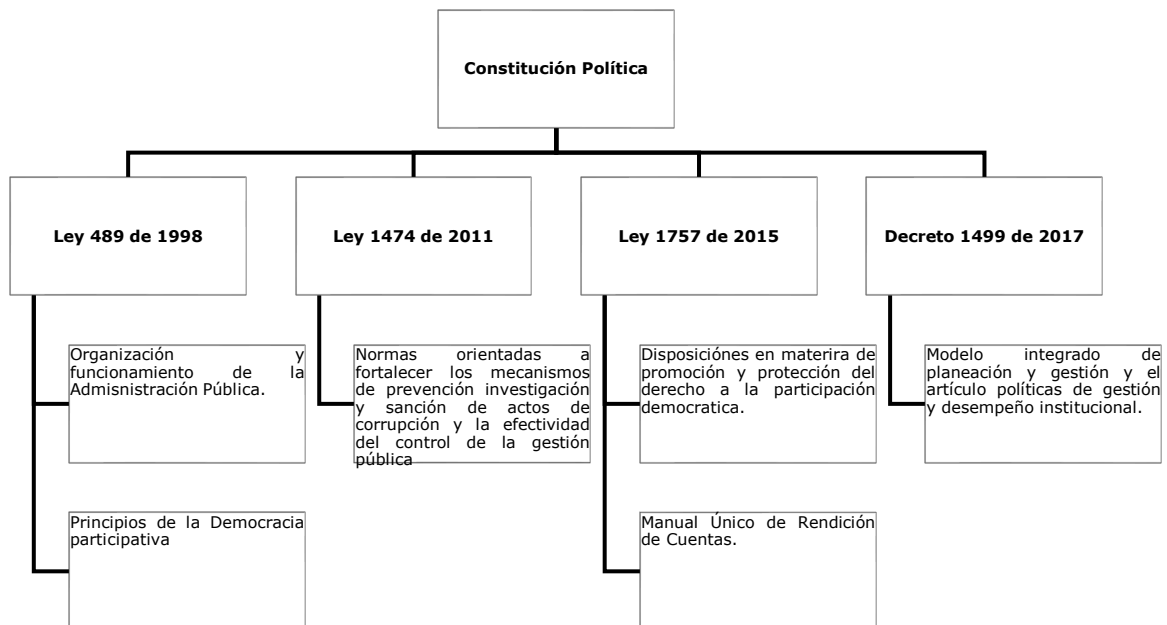 Constitución Política
Ley 489 de 1998
Ley 1474 de 2011
Ley 1757 de 2015
Decreto 1499 de 2017
Organización y
funcionamiento de la
Admisnistración Pública.
Normas orientadas a
fortalecer los mecanismos
de prevención investigación
y sanción de actos de
corrupción y la efectividad
del control de la gestión
pública
Disposiciónes en materira de
promoción y protección del
derecho a la participación
democratica.
Modelo integrado de
planeación y gestión y el
artículo políticas de gestión
y desempeño institucional.
Principios de la Democracia
participativa
Manual Único de Rendición
de Cuentas.